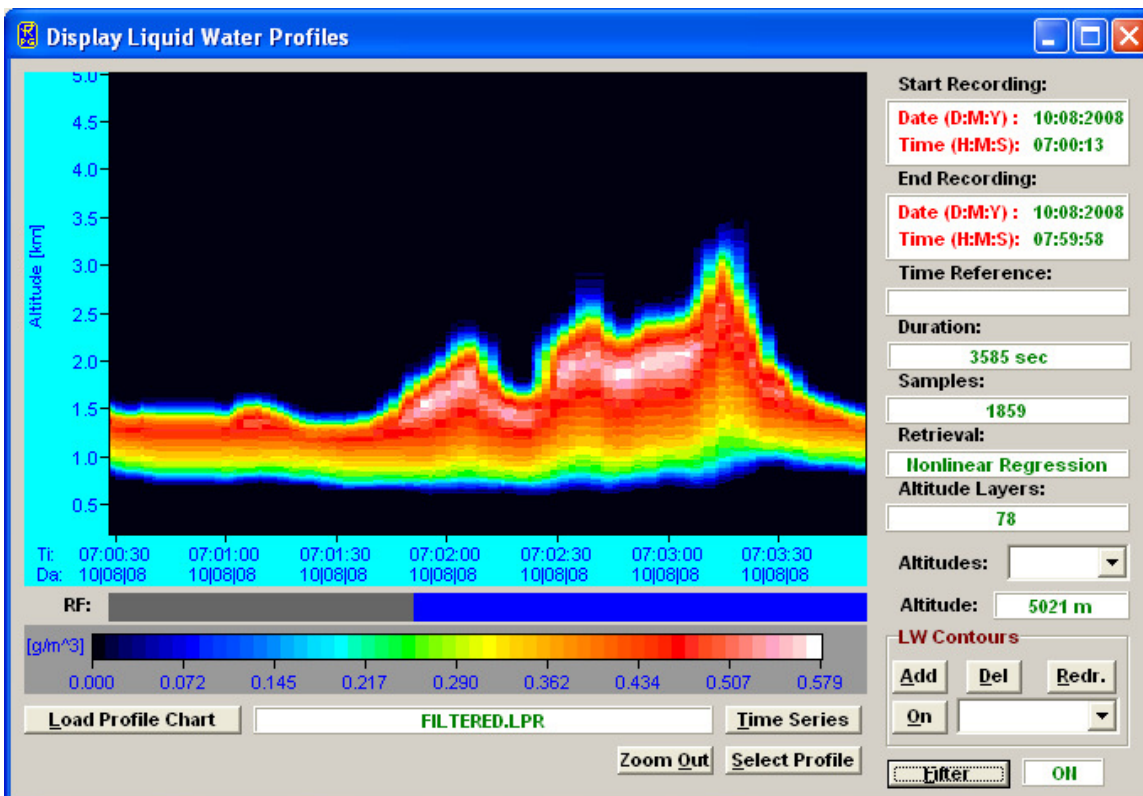 Display Liquid Water Profiles
5.0
4.5
4.0
3.5
3.0
2.5
2.0
1.5
1.0
0.5
Altitude [km]
Ti: 07:00:30 07:01:00 07:01:30 07:02:00 07:02:30 07:03:00 07:03:30
Da: 10|08|08 10|08|08 10|08|08 10|08|08 10|08|08 10|08|08 10|08|08
RF:
[g/m^3]
0.000 0.072 0.145 0.217 0.290 0.362 0.434 0.507 0.579
Load Profile Chart FILTERED.LPR Time Series
Zoom Out Select Profile
Start Recording:
Date (D:M:Y) : 10:08:2008
Time (H:M:S): 07:00:13
End Recording:
Date (D:M:Y) : 10:08:2008
Time (H:M:S): 07:59:58
Time Reference:
Duration:
3585 sec
Samples:
1859
Retrieval:
Nonlinear Regression
Altitude Layers:
78
Altitudes:
Altitude: 5021 m
LW Contours
Add Del Redr.
On
Filter ON